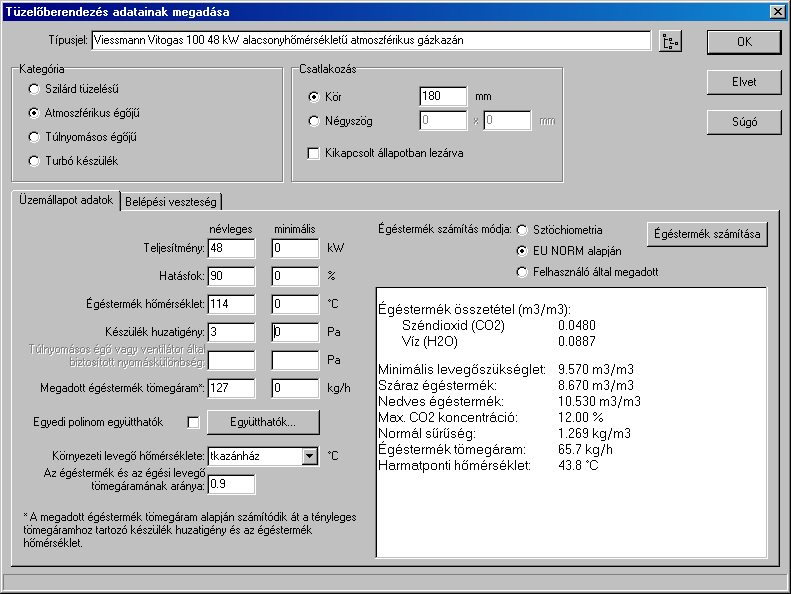 Tüzelőberendezés adatainak megadása
Típusjel: Viessmann Vitogas 100 48 kW alacsonyhőmérsékletű atmoszférikus gázkazán
OK
Elvet
Súgó
Kategória
Szilárd tüzelésű
Atmoszférikus égőjű
Túlnyomásos égőjű
Turbó készülék
Csatlakozás
Kör 180 mm
Négyszög 0 x 0 mm
Kikapcsolt állapotban lezárva
Üzemállapot adatok Belépési veszteség
névleges minimális
Teljesítmény: 48 0 kW
Hatásfok: 90 0 %
Égéstermék hőmérséklet: 114 0 °C
Készülék huzatigény: 3 0 Pa
Túlnyomásos égő vagy ventilátor által
biztosított nyomáskülönbség: Pa
Megadott égéstermék tömegáram*: 127 0 kg/h
Egyedi polinom együtthatók Együtthatók...
Környezeti levegő hőmérséklete: tkazánház °C
Az égéstermék és az égési levegő
tömegáramának aránya: 0.9
* A megadott égéstermék tömegáram alapján számítódik át a tényleges
tömegáramhoz tartozó készülék huzatigény és az égéstermék
hőmérséklet.
Égéstermék számítás módja: Sztöchiometria
EU NORM alapján
Felhasználó által megadott
Égéstermék számítása
Égéstermék összetétel (m3/m3):
Széndioxid (CO2) 0.0480
Víz (H2O) 0.0887
Minimális levegőszükséglet: 9.570 m3/m3
Száraz égéstermék: 8.670 m3/m3
Nedves égéstermék: 10.530 m3/m3
Max. CO2 koncentráció: 12.00 %
Normál sűrűség: 1.269 kg/m3
Égéstermék tömegáram: 65.7 kg/h
Harmatponti hőmérséklet: 43.8 °C